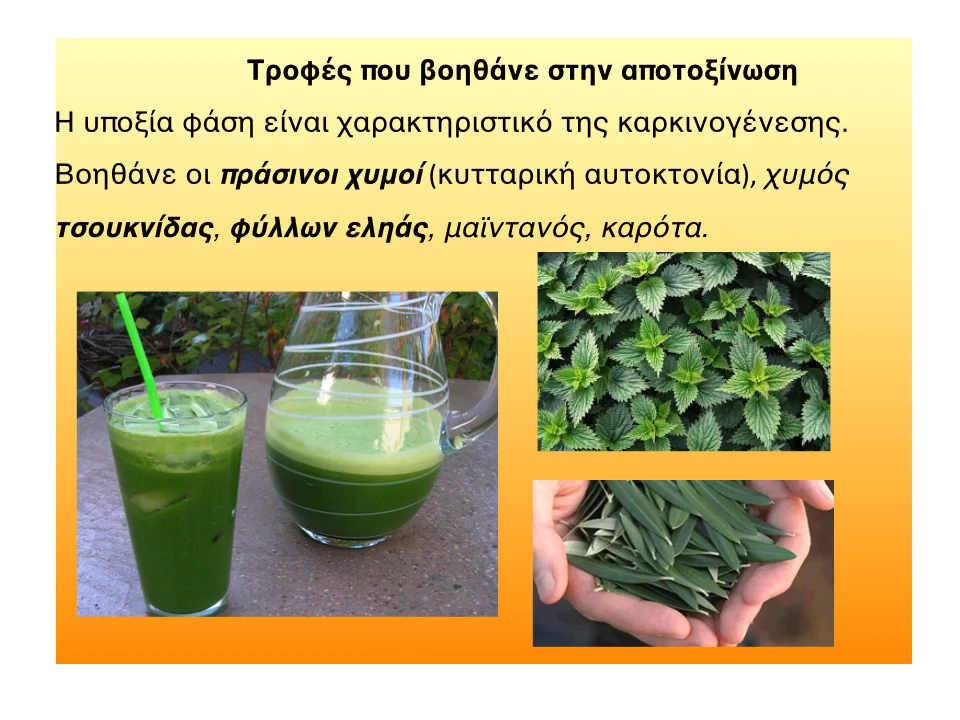 Τροφές που βοηθάνε στην αποτοξίνωση
Η υποξία φάση είναι χαρακτηριστικό της καρκινογένεσης.
Βοηθάνε οι πράσινοι χυμοί (κυτταρική αυτοκτονία), χυμός
τσουκνίδας, φύλλων εληάς, μαϊντανός, καρότα.